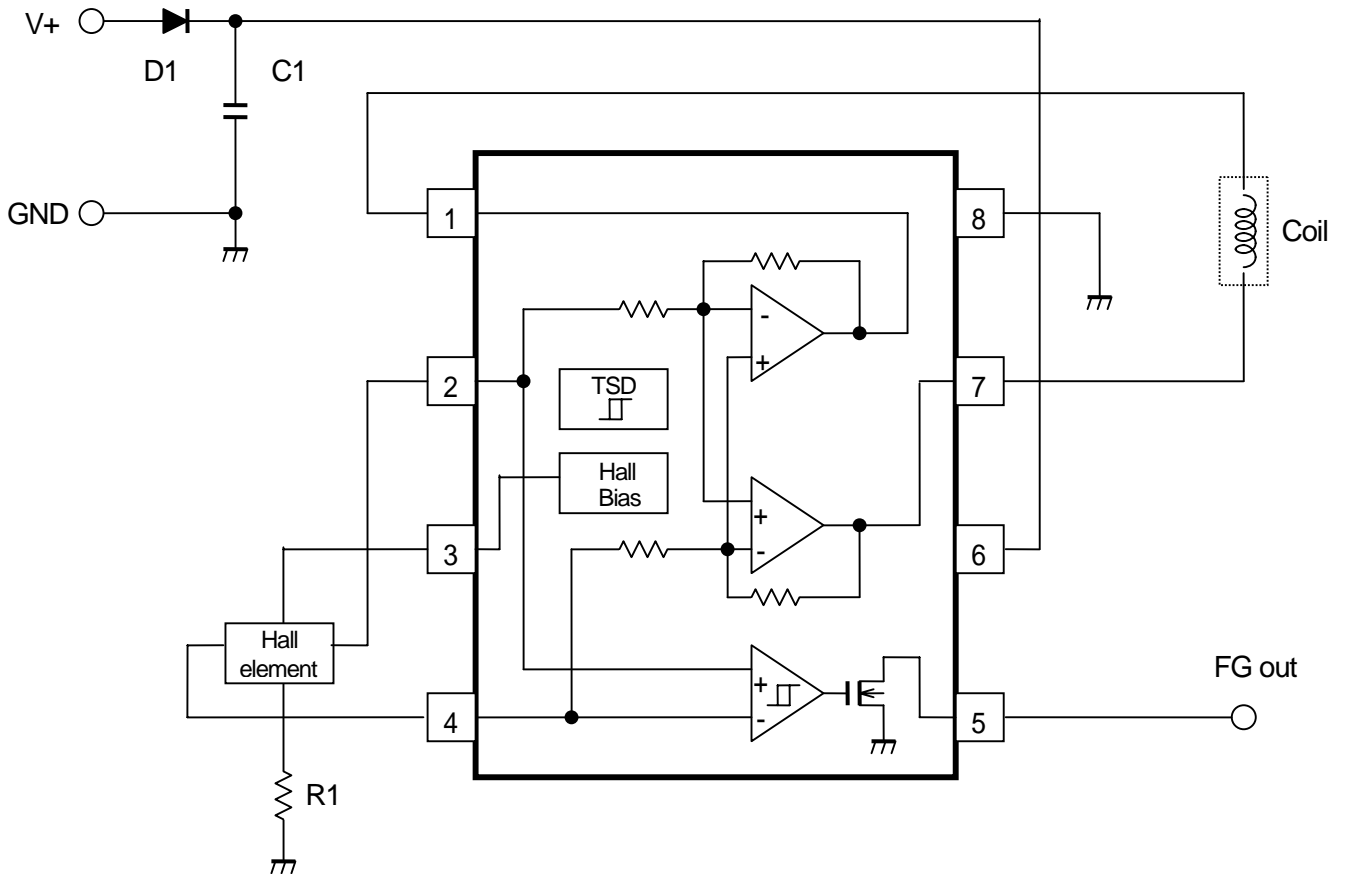 V+
D1
C1
GND
1
8
Coil
-
+
2
TSD
7
Hall
Bias
+
-
3
6
Hall
element
FG out
+
-
4
5
R1